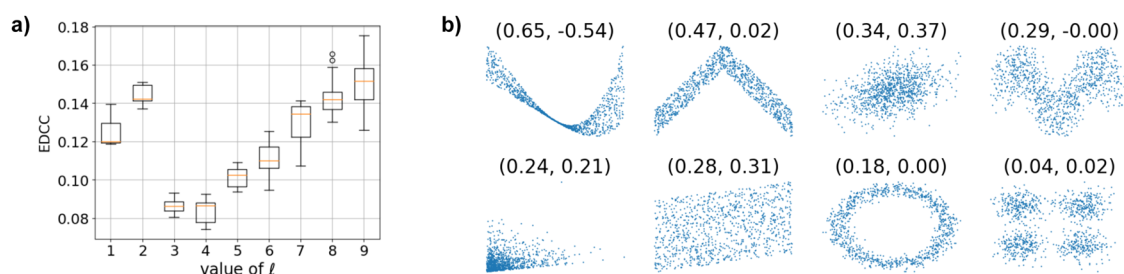 a)
0.18
0.16
0.14
0.12
0.10
0.08
EDCC
1 2 3 4 5 6 7 8 9
value of ℓ
b)
(0.65, -0.54) (0.47, 0.02) (0.34, 0.37) (0.29, -0.00)
(0.24, 0.21) (0.28, 0.31) (0.18, 0.00) (0.04, 0.02)